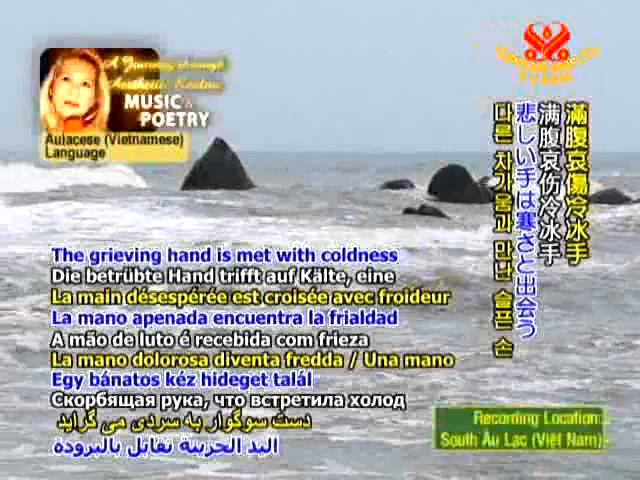 A Journey through
Aesthetic Realms
MUSIC &
POETRY
Aulacese (Vietnamese)
Language
滿腹哀傷冷冰手
满腹哀伤冷冰手
悲しい手は寒さと出会う
다른 차가움과 만난 슬픈 손
The grieving hand is met with coldness
Die betrübte Hand trifft auf Kälte, eine
La main désespérée est croisée avec froideur
La mano apenada encuentra la frialdad
A mão de luto é recebida com frieza
La mano dolorosa diventa fredda / Una mano
Egy bánatos kéz hideget talál
Скорбящая рука, что встретила холод
دست سوگوار به سردی می گراید
اليد الحزينة تقابل بالبرودة
Recording Location:
South Âu Lạc (Việt Nam)